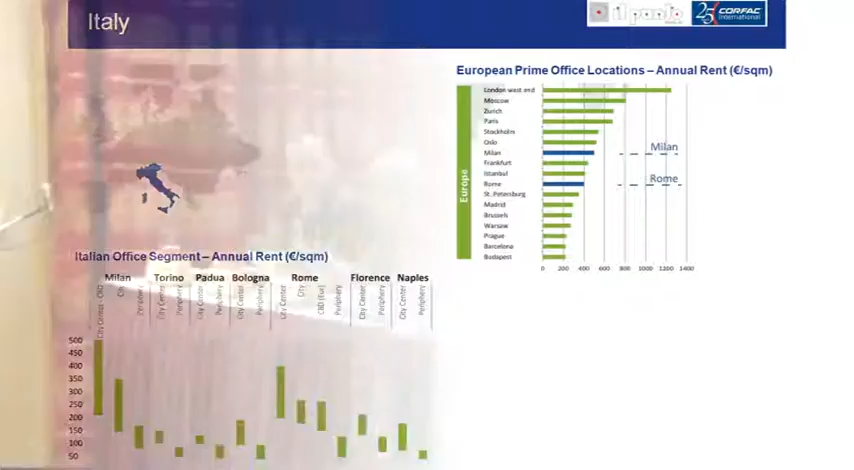 Italy
il punto
25 CORFAC
International
European Prime Office Locations – Annual Rent (€/sqm)
Europe
London west end
Moscow
Zurich
Paris
Stockholm
Oslo
Milan
Frankfurt
Istanbul
Rome
St. Petersburg
Madrid
Brussels
Warsaw
Prague
Barcelona
Budapest
Milan
Rome
0 200 400 600 800 1000 1200 1400
Italian Office Segment – Annual Rent (€/sqm)
Milan Torino Padua Bologna Rome Florence Naples
City Center - CBD
City
Periphery
City Center
Periphery
City Center
Periphery
City Center
Periphery
City Center
City
CBD (Eur)
Periphery
City Center
Periphery
City Center
Periphery
500
450
400
350
300
250
200
150
100
50